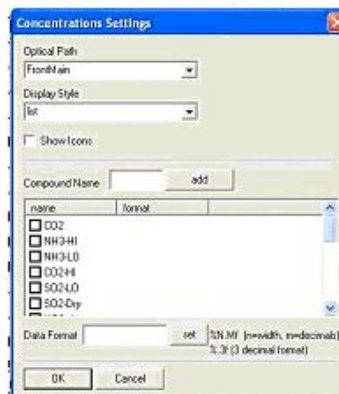 Concentrations Settings
Optical Path
FrontMain
Display Style
list
Show Icons
Compound Name add
name format
CO2
NH3-HI
NH3-LO
CO2-HI
SO2-LO
SO2-Dry
Data Format set %N.Mf (n=width, m=decimals)
%.3f (3 decimal format)
OK Cancel